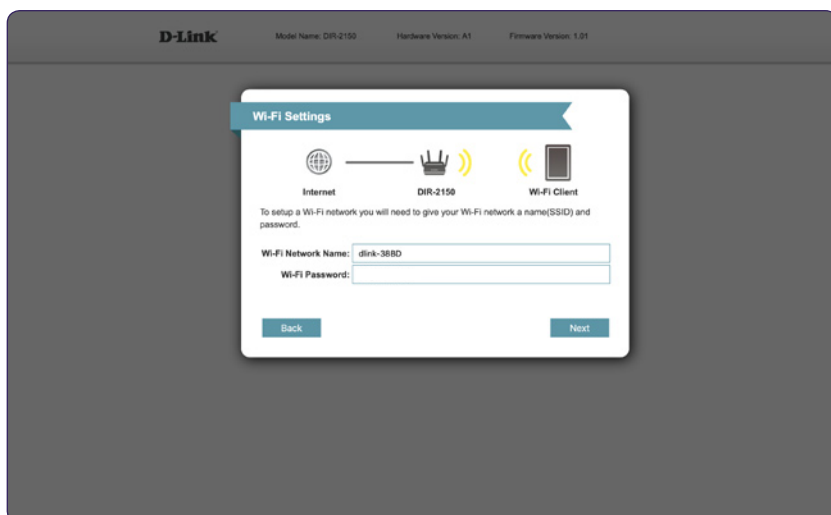 D-Link
Model Name: DIR-2150 Hardware Version: A1 Firmware Version: 1.01
Wi-Fi Settings
Internet DIR-2150 Wi-Fi Client
To setup a Wi-Fi network you will need to give your Wi-Fi network a name(SSID) and
password.
Wi-Fi Network Name: dlink-38BD
Wi-Fi Password:
Back Next